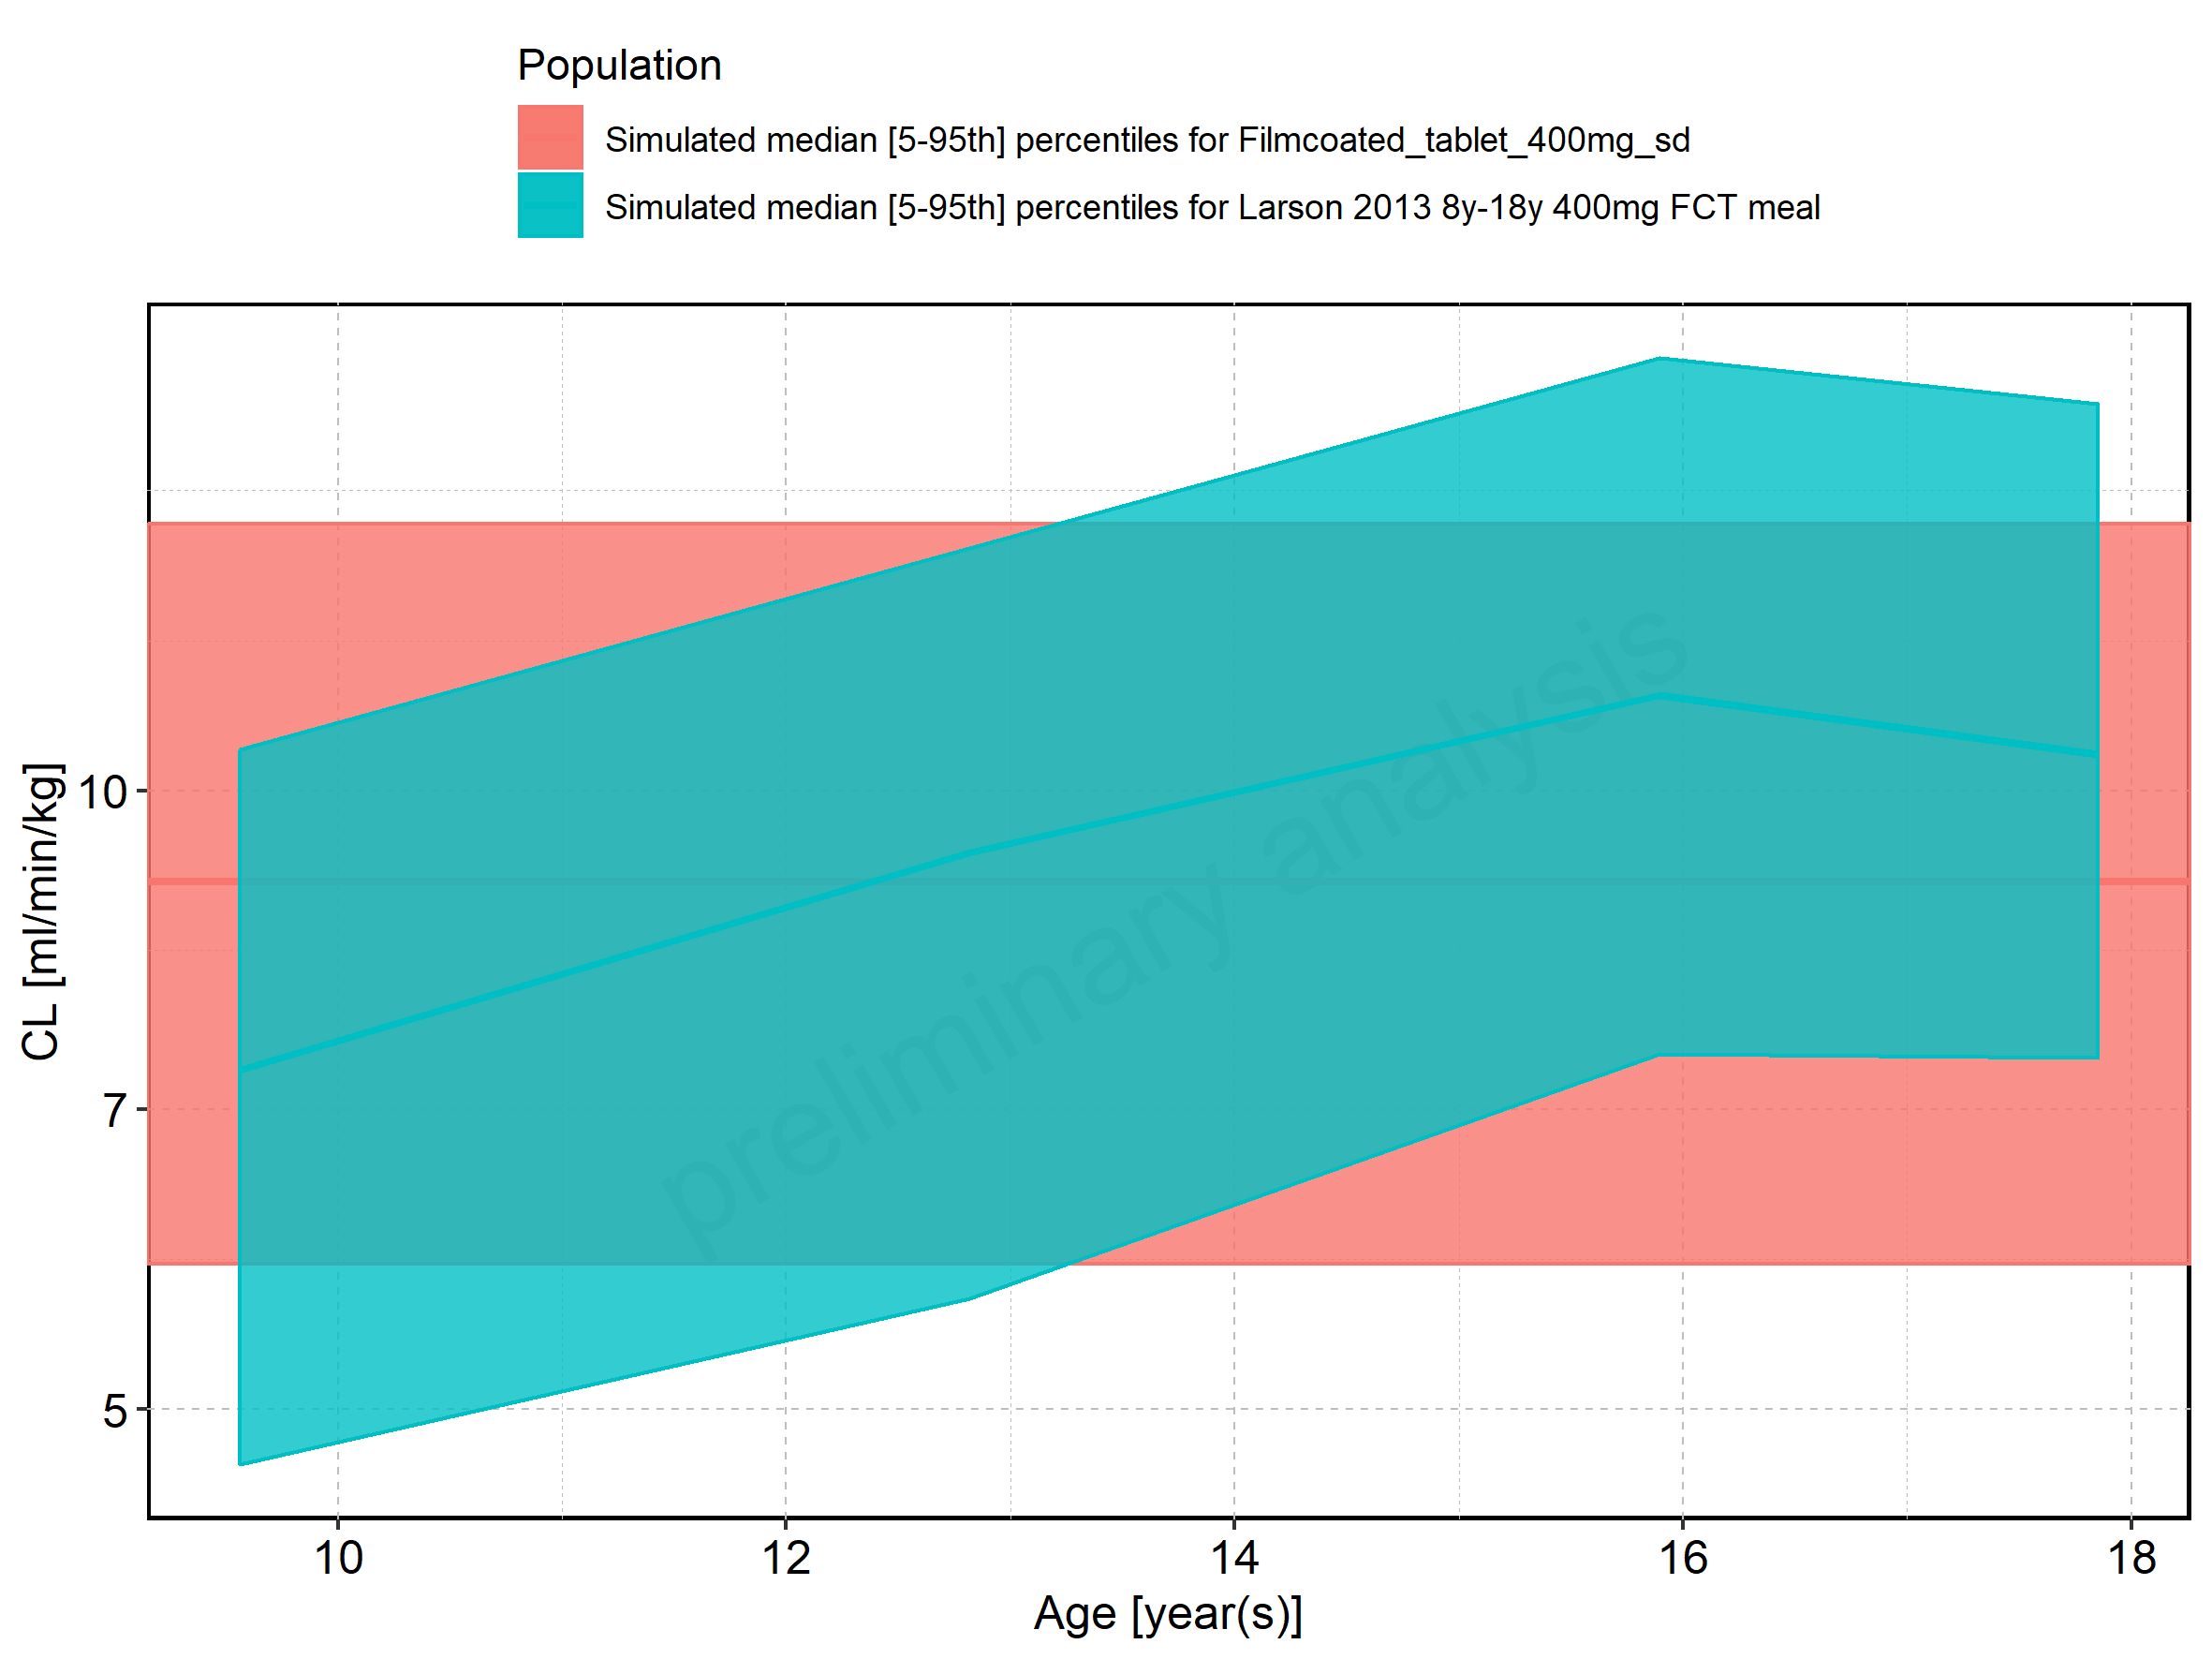 Population
Simulated median [5-95th] percentiles for Filmcoated_tablet_400mg_sd
Simulated median [5-95th] percentiles for Larson 2013 8y-18y 400mg FCT meal
CL [ml/min/kg]
10
7
5
preliminary analysis
10
12
14
16
18
Age [year(s)]